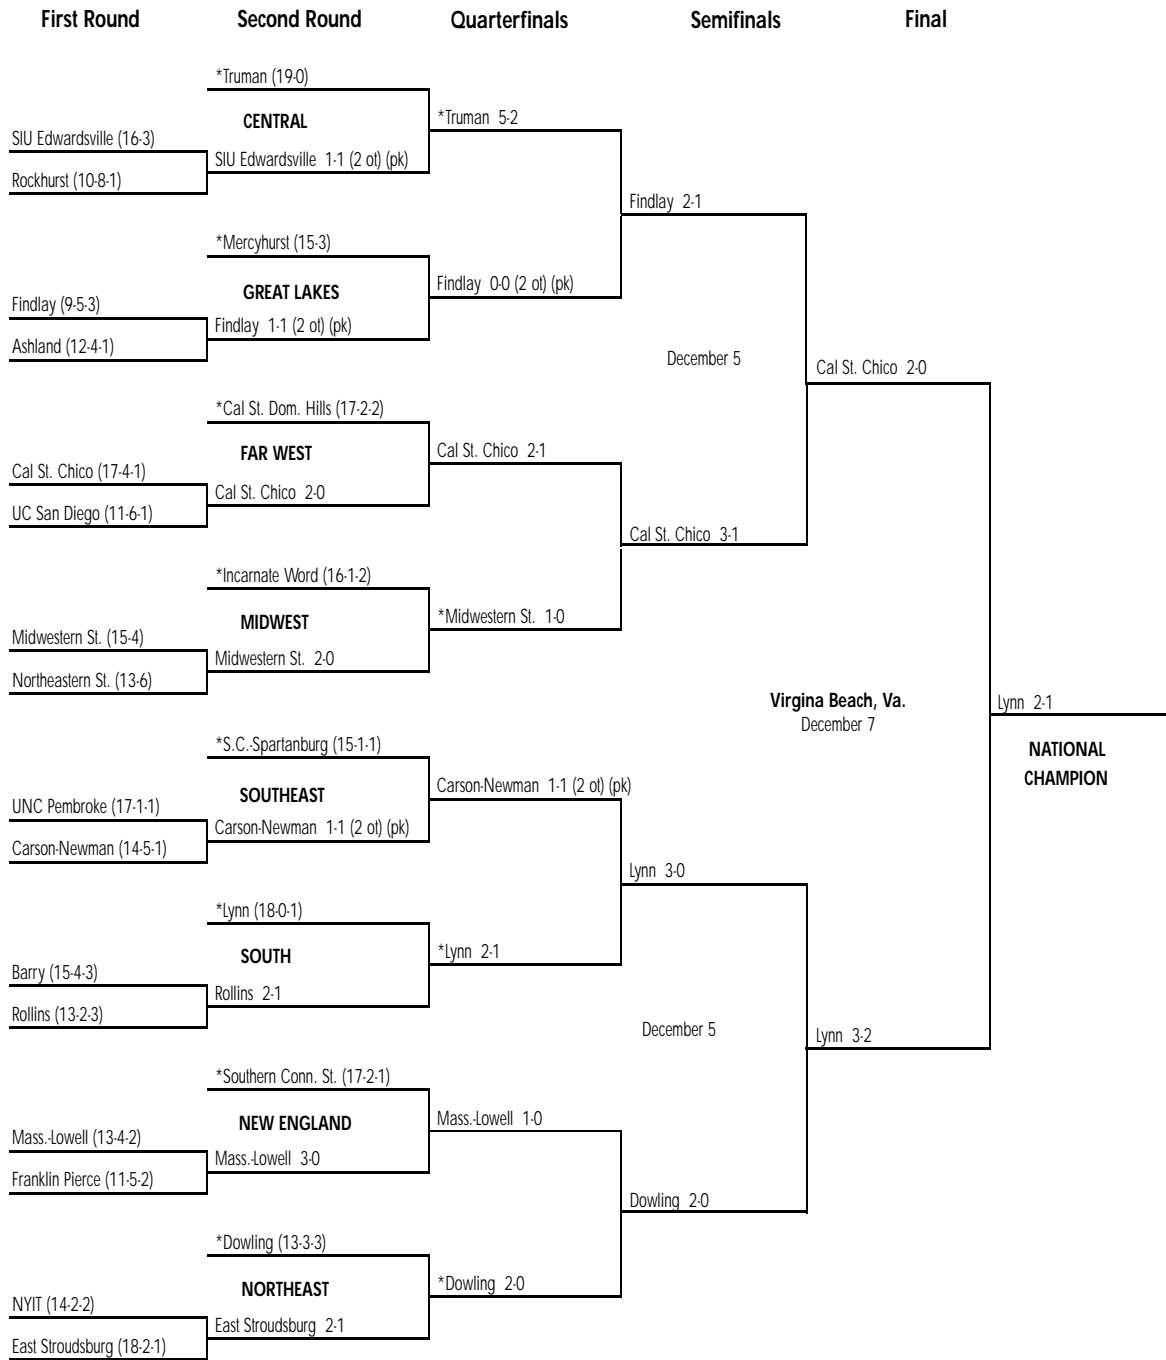 First Round
Second Round
Quarterfinals
Semifinals
Final
*Truman (19-0)
CENTRAL
SIU Edwardsville (16-3)
SIU Edwardsville 1-1 (2 ot) (pk)
Rockhurst (10-8-1)
*Truman 5-2
*Mercyhurst (15-3)
GREAT LAKES
Findlay (9-5-3)
Findlay 1-1 (2 ot) (pk)
Ashland (12-4-1)
Findlay 0-0 (2 ot) (pk)
Findlay 2-1
December 5
Cal St. Chico 2-0
*Cal St. Dom. Hills (17-2-2)
FAR WEST
Cal St. Chico (17-4-1)
Cal St. Chico 2-0
UC San Diego (11-6-1)
Cal St. Chico 2-1
Cal St. Chico 3-1
*Incarnate Word (16-1-2)
MIDWEST
Midwestern St. (15-4)
Midwestern St. 2-0
Northeastern St. (13-6)
*Midwestern St. 1-0
Virgina Beach, Va.
December 7
Lynn 2-1
NATIONAL
CHAMPION
*S.C.-Spartanburg (15-1-1)
SOUTHEAST
UNC Pembroke (17-1-1)
Carson-Newman 1-1 (2 ot) (pk)
Carson-Newman (14-5-1)
Carson-Newman 1-1 (2 ot) (pk)
Lynn 3-0
*Lynn (18-0-1)
SOUTH
Barry (15-4-3)
Rollins 2-1
Rollins (13-2-3)
*Lynn 2-1
December 5
Lynn 3-2
*Southern Conn. St. (17-2-1)
NEW ENGLAND
Mass.-Lowell (13-4-2)
Mass.-Lowell 3-0
Franklin Pierce (11-5-2)
Mass.-Lowell 1-0
Dowling 2-0
*Dowling (13-3-3)
NORTHEAST
NYIT (14-2-2)
East Stroudsburg 2-1
East Stroudsburg (18-2-1)
*Dowling 2-0